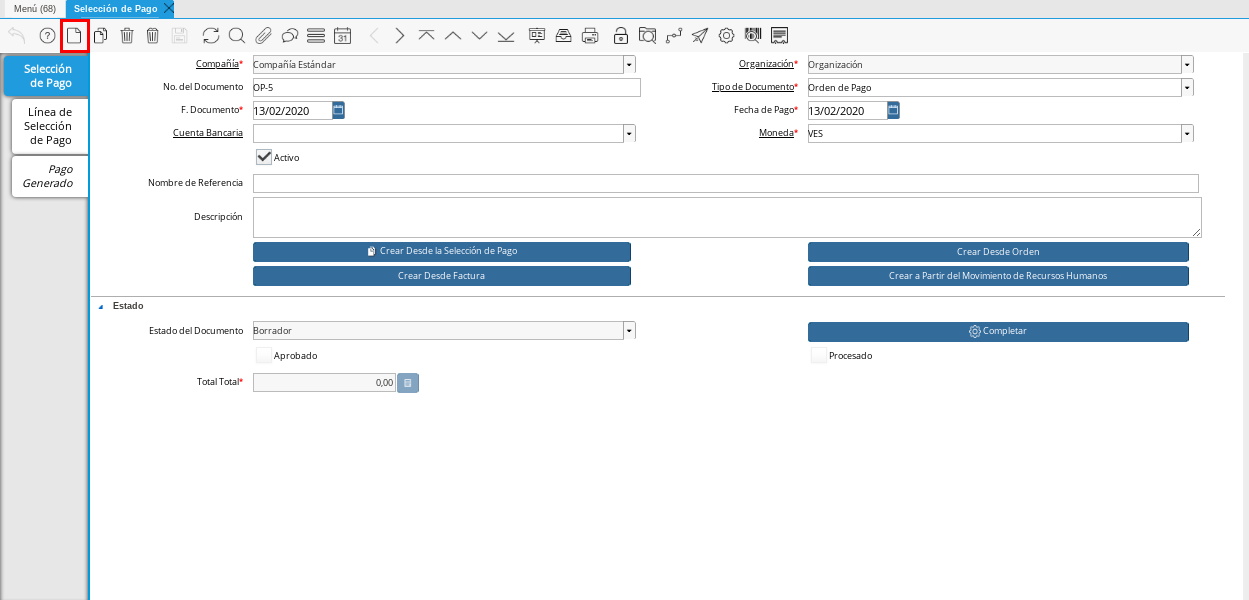 Menú (68)
Selección de Pago
31
Selección de Pago
Línea de Selección de Pago
Pago Generado
Compañía* Compañía Estándar
Organización* Organización
No. del Documento OP-5
Tipo de Documento* Orden de Pago
F. Documento* 13/02/2020
Fecha de Pago* 13/02/2020
Cuenta Bancaria
Moneda* VES
Activo
Nombre de Referencia
Descripción
Crear Desde la Selección de Pago
Crear Desde Orden
Crear Desde Factura
Crear a Partir del Movimiento de Recursos Humanos
Estado
Estado del Documento Borrador
Completar
Aprobado
Procesado
Total Total* 0,00